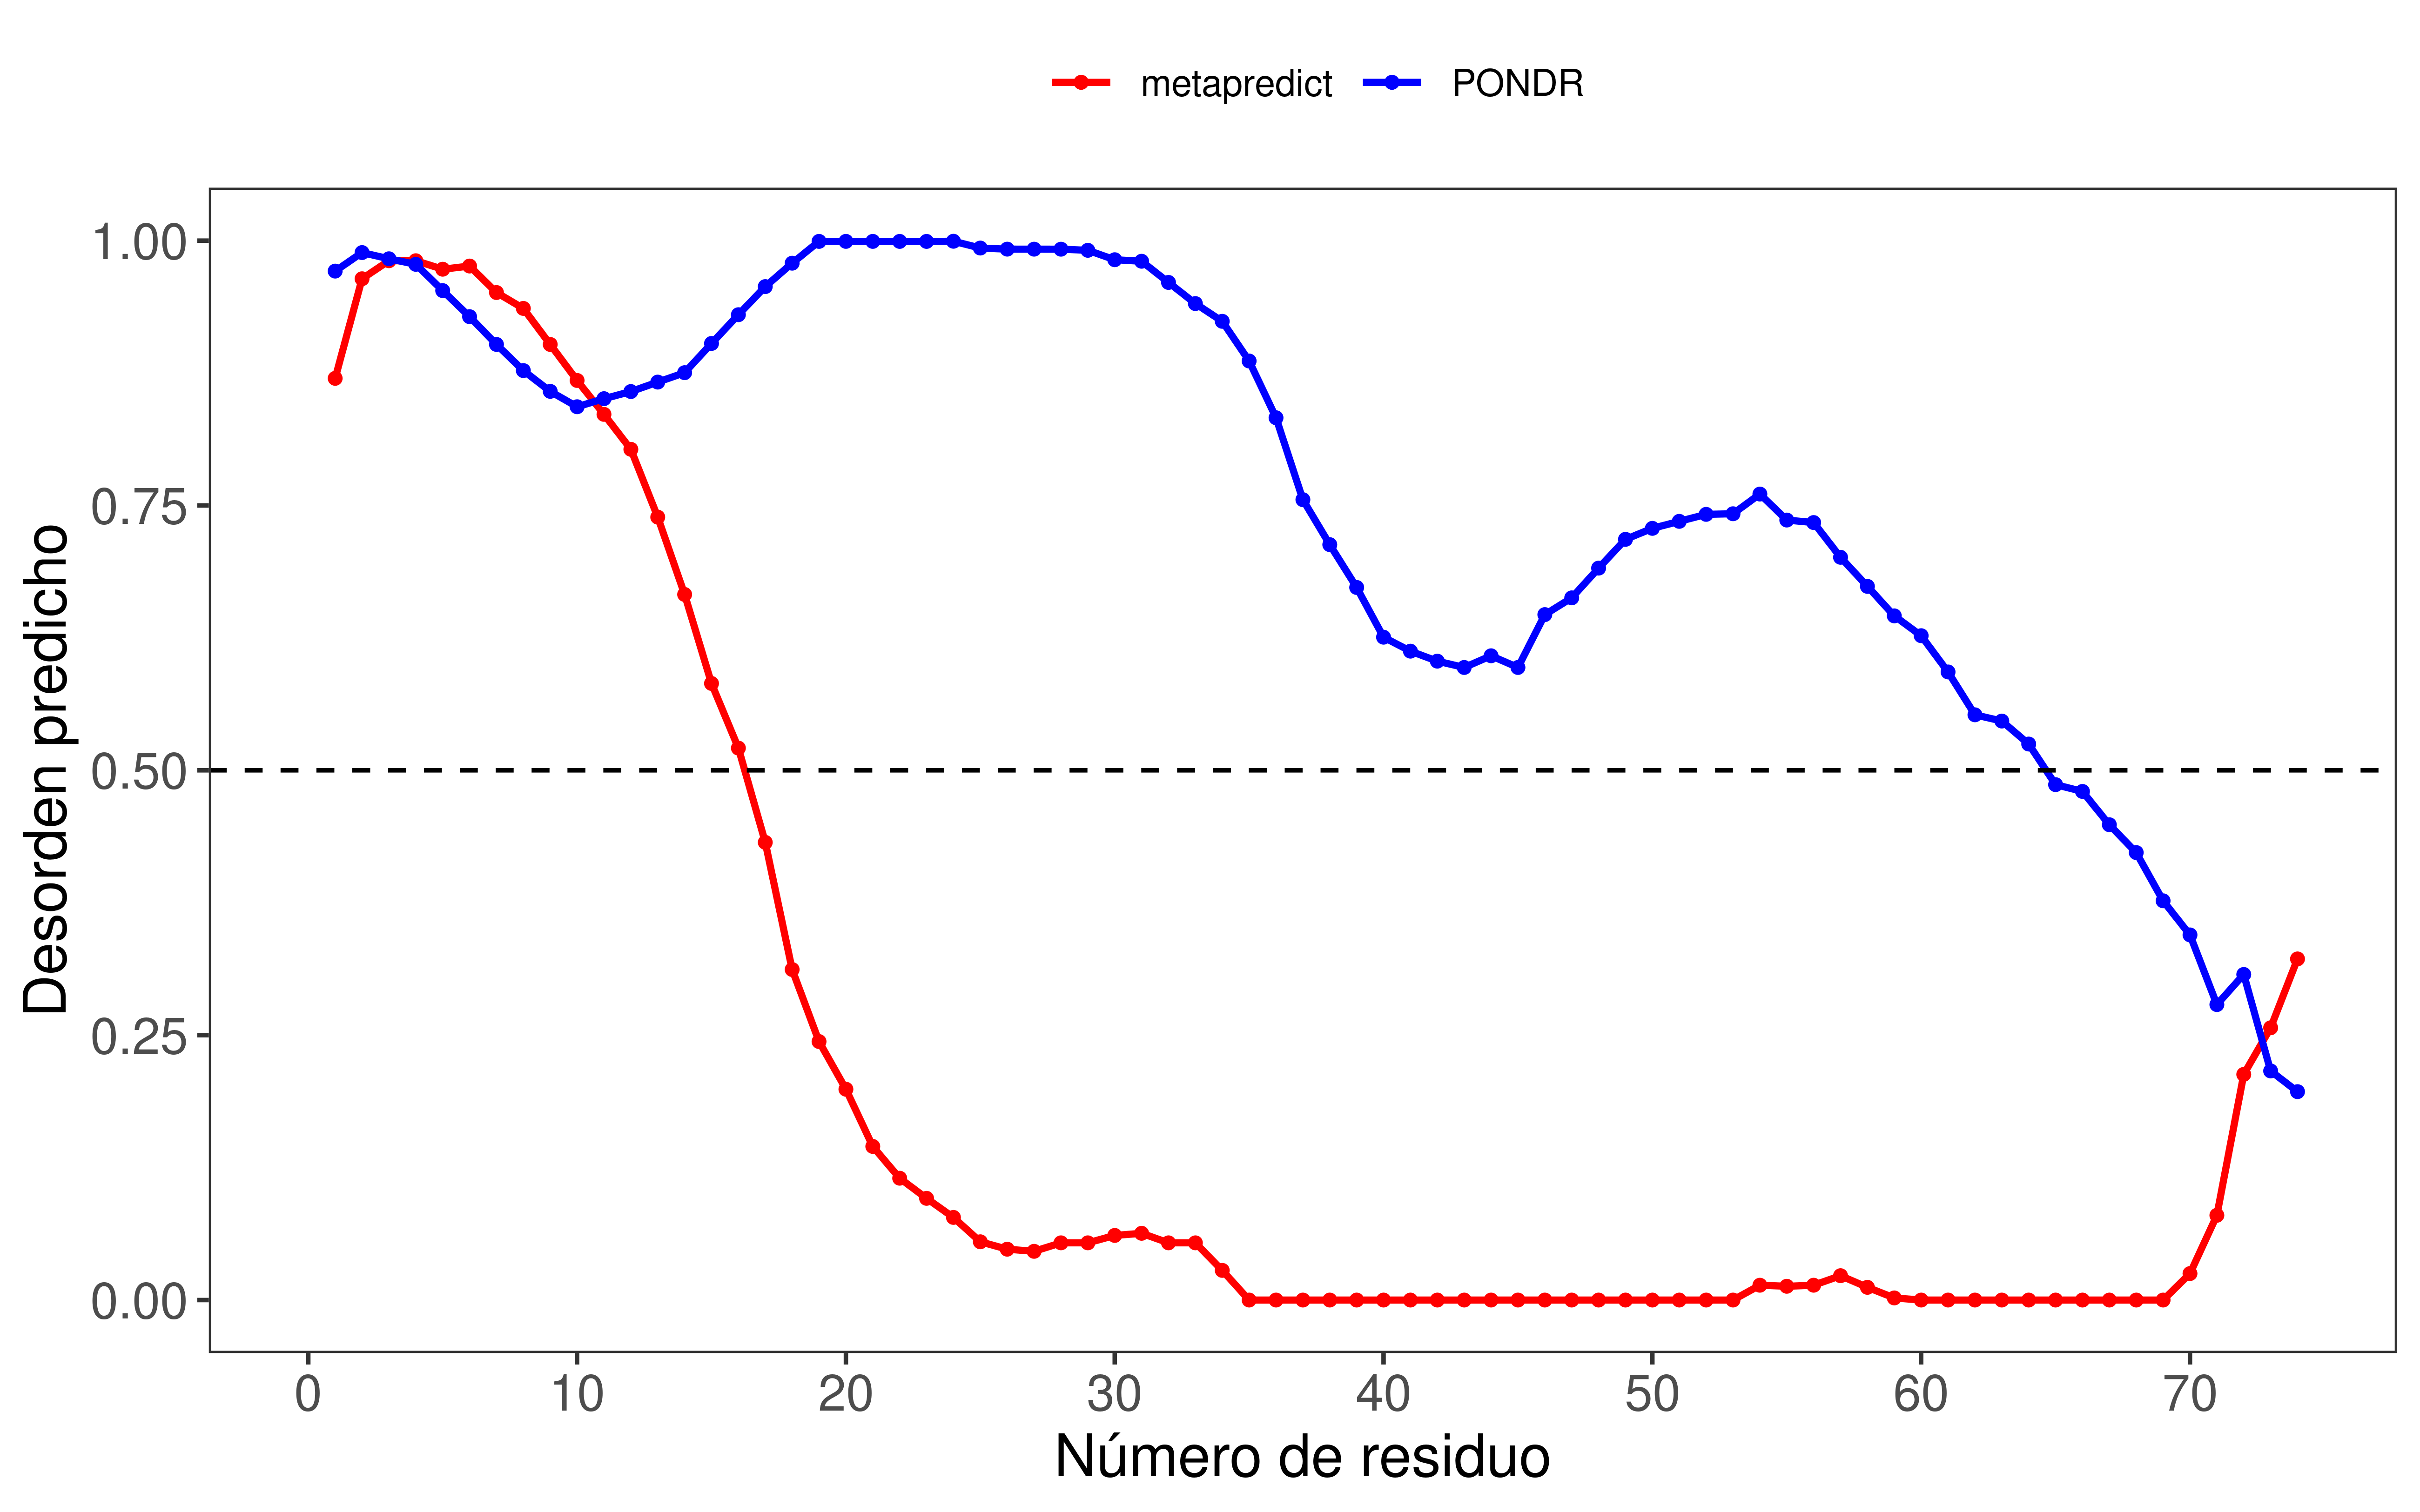 metapredict PONDR
Desorden predicho
1.00
0.75
0.50
0.25
0.00
0 10 20 30 40 50 60 70
Número de residuo